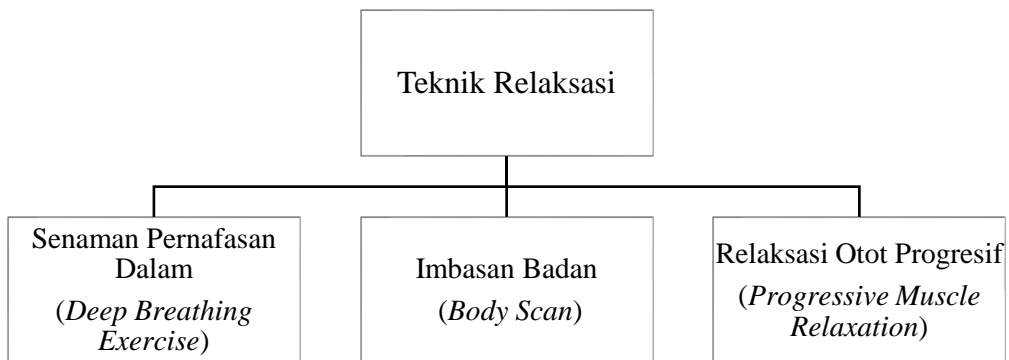 Teknik Relaksasi
Senaman Pernafasan
Dalam
(Deep Breathing
Exercise)
Imbasan Badan
(Body Scan)
Relaksasi Otot Progresif
(Progressive Muscle
Relaxation)